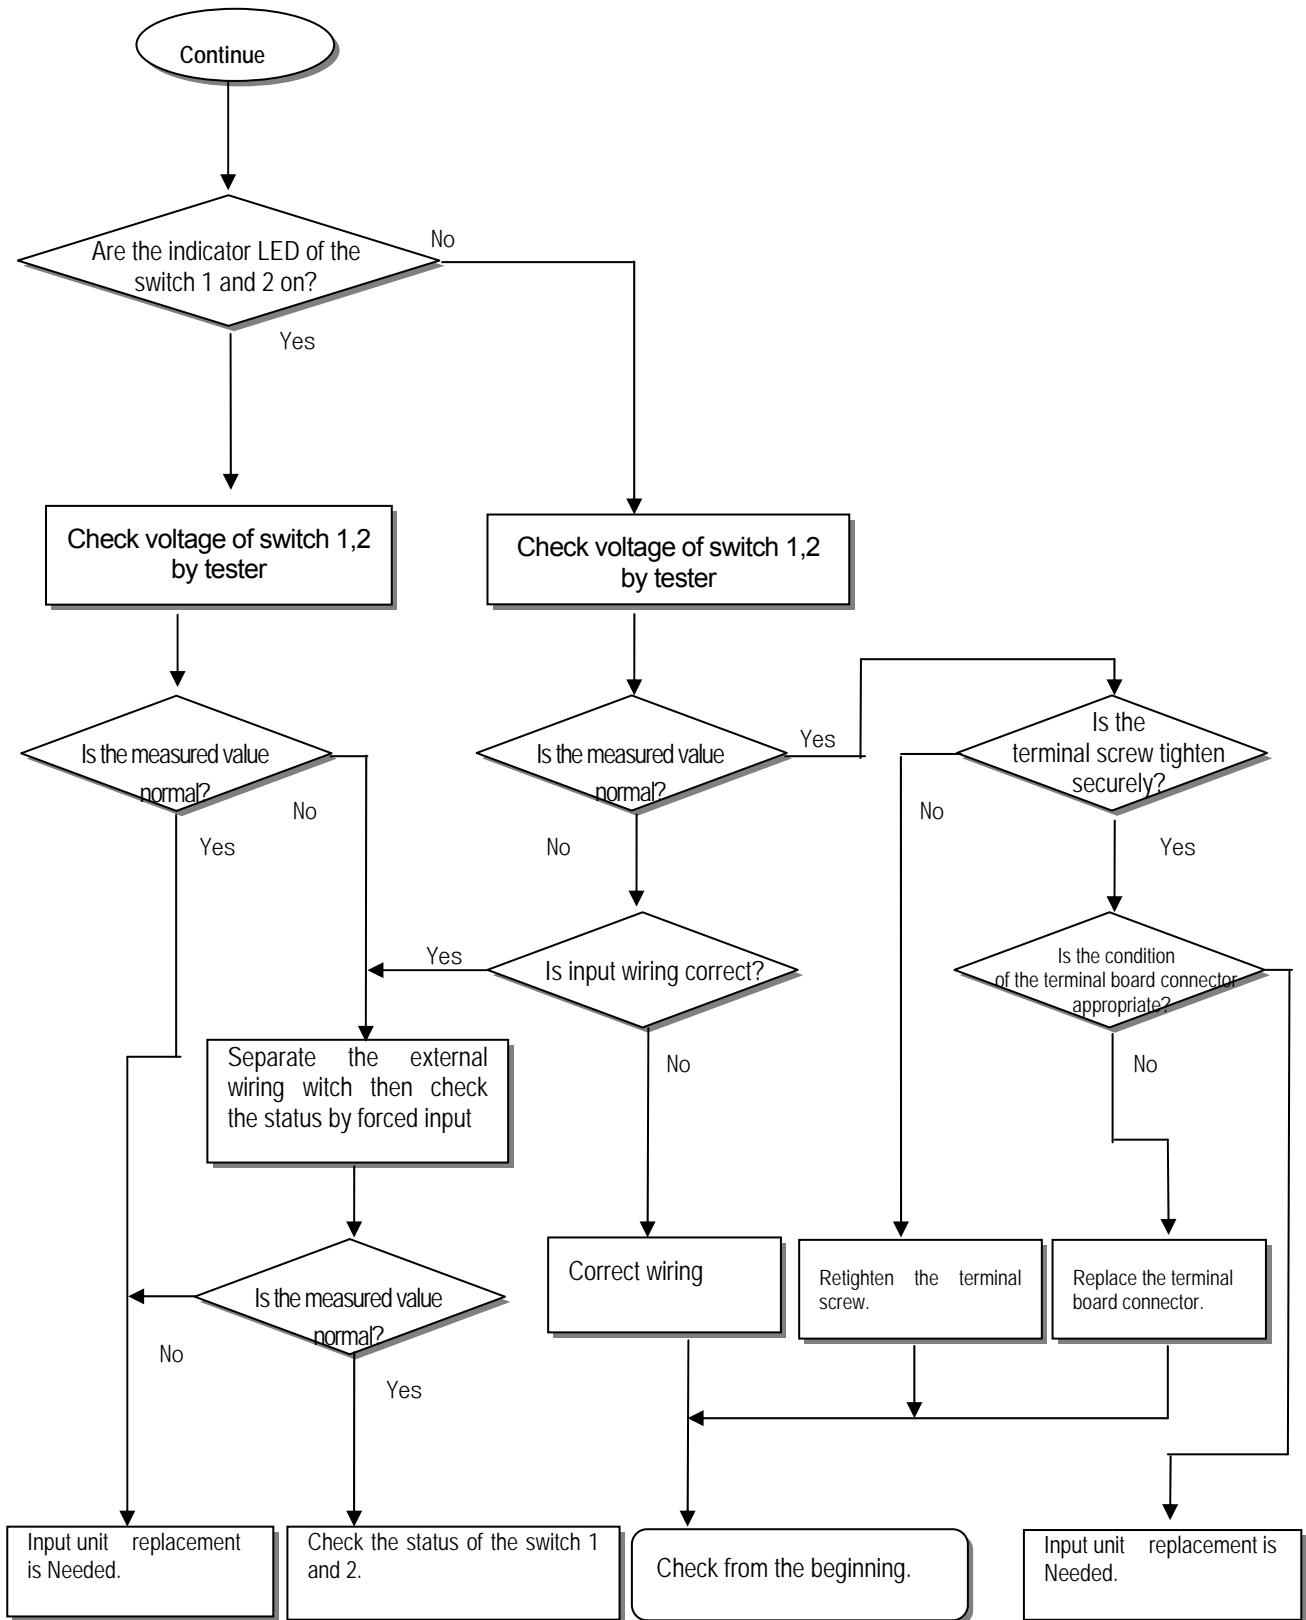 Continue
Are the indicator LED of the
switch 1 and 2 on?
No
Yes
Check voltage of switch 1,2
by tester
Check voltage of switch 1,2
by tester
Is the measured value
normal?
No
Yes
Is the measured value
normal?
Yes
No
Is the
terminal screw tighten
securely?
No
Yes
Is input wiring correct?
Yes
No
Is the condition
of the terminal board connector
appropriate?
No
Separate the external
wiring witch then check
the status by forced input
Is the measured value
normal?
No
Yes
Correct wiring
Retighten the terminal
screw.
Replace the terminal
board connector.
Input unit replacement
is Needed.
Check the status of the switch 1
and 2.
Check from the beginning.
Input unit replacement is
Needed.